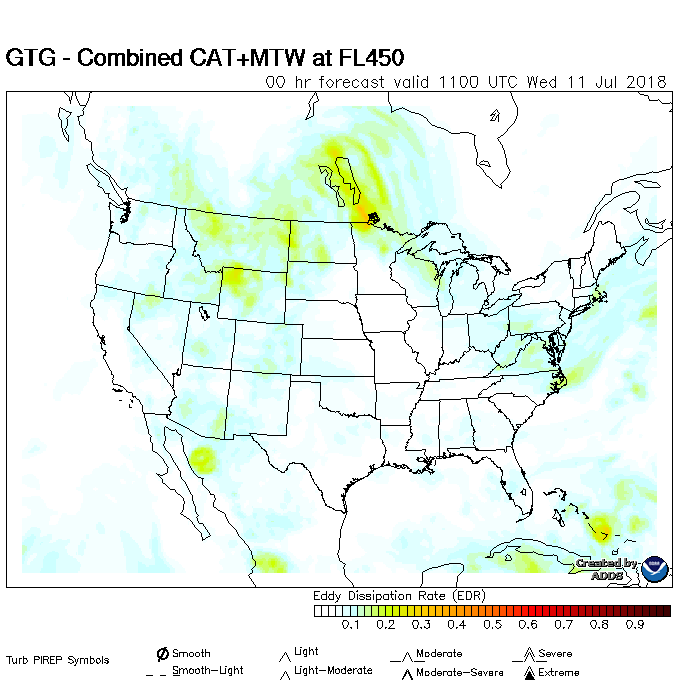 GTG - Combined CAT+MTW at FL450
00 hr forecast valid 1100 UTC Wed 11 Jul 2018
Created by
ADDS
Eddy Dissipation Rate (EDR)
0.1 0.2 0.3 0.4 0.5 0.6 0.7 0.8 0.9
Turb PIREP Symbols
Smooth Light Moderate Severe
Smooth-Light Light-Moderate Moderate-Severe Extreme